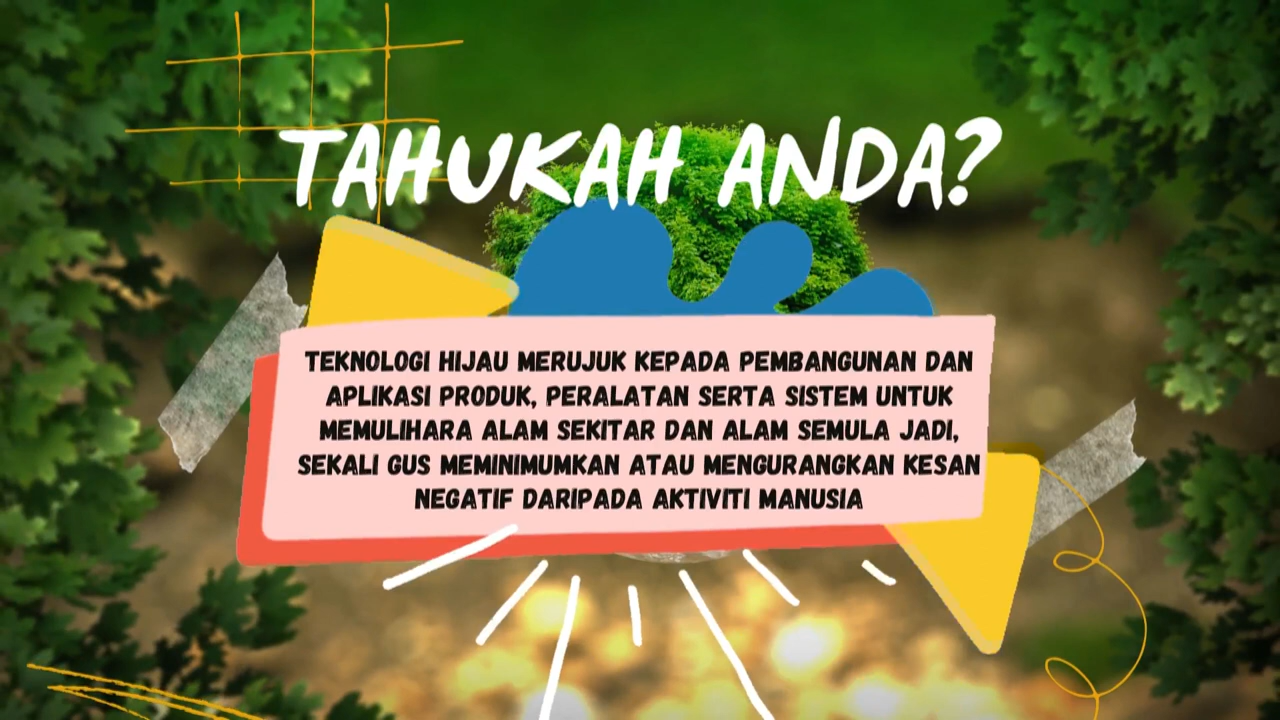 TAHUKAH ANDA?
TEKNOLOGI HIJAU MERUJUK KEPADA PEMBANGUNAN DAN
APLIKASI PRODUK, PERALATAN SERTA SISTEM UNTUK
MEMULIHARA ALAM SEKITAR DAN ALAM SEMULA JADI,
SEKALI GUS MEMINIMUMKAN ATAU MENGURANGKAN KESAN
NEGATIF DARIPADA AKTIVITI MANUSIA